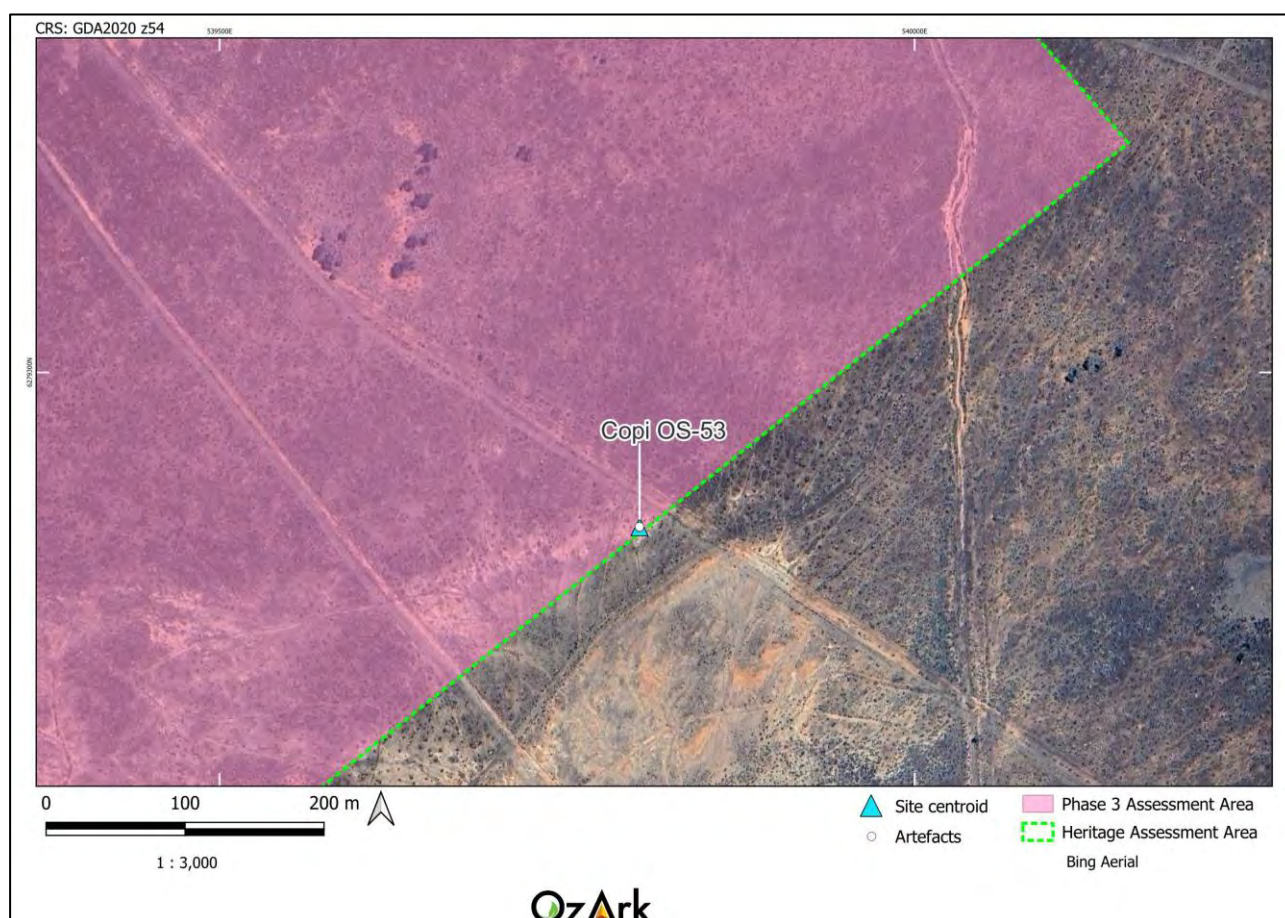 CRS: GDA2020 z54
539500E
540000E
6279300N
Copi OS-53
0 100 200 m
1 : 3,000
Site centroid
Artefacts
Phase 3 Assessment Area
Heritage Assessment Area
Bing Aerial
OzArk